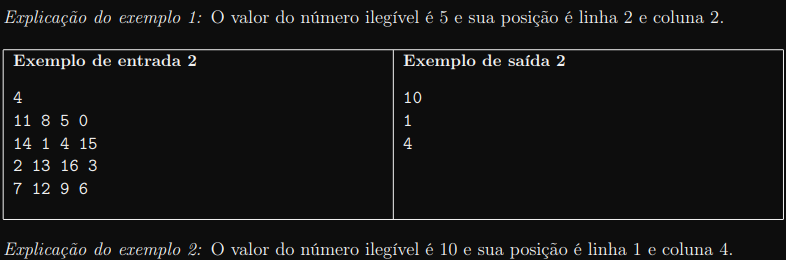 Explicação do exemplo 1: O valor do número ilegível é 5 e sua posição é linha 2 e coluna 2.
Exemplo de entrada 2
4
11 8 5 0
14 1 4 15
2 13 16 3
7 12 9 6
Exemplo de saída 2
10
1
4
Explicação do exemplo 2: O valor do número ilegível é 10 e sua posição é linha 1 e coluna 4.